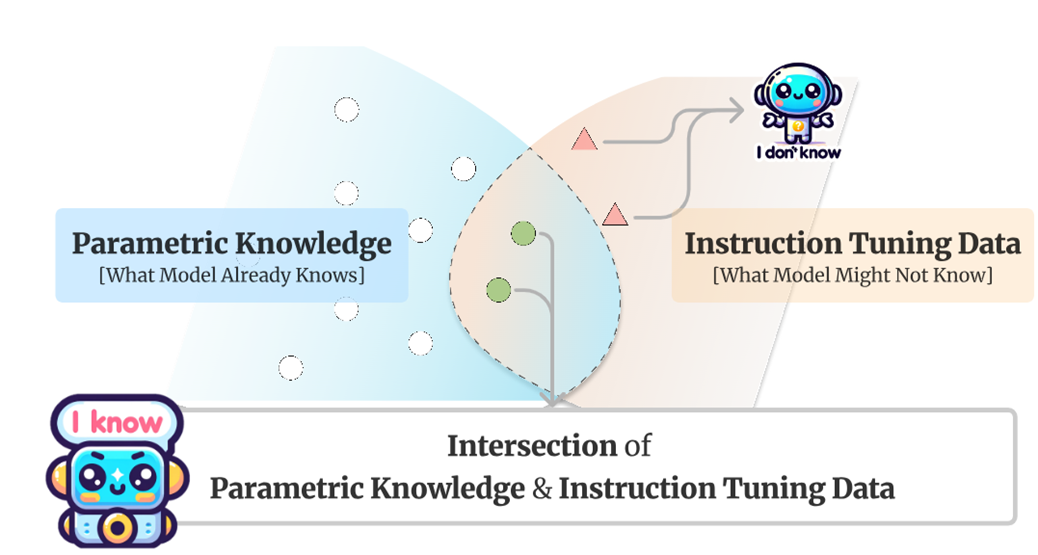 I don't know
Parametric Knowledge
[What Model Already Knows]
Instruction Tuning Data
[What Model Might Not Know]
I know
Intersection of
Parametric Knowledge & Instruction Tuning Data